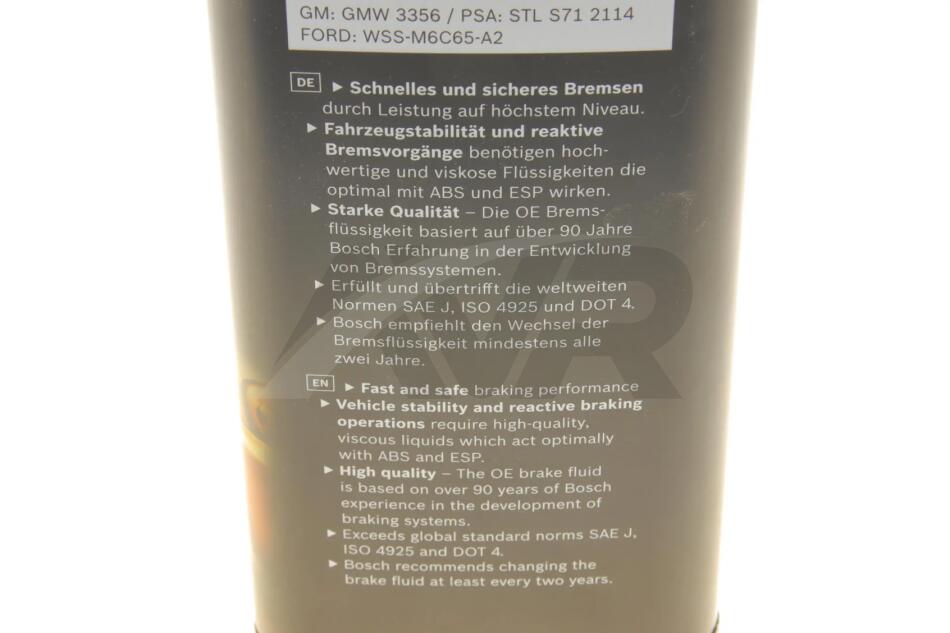 GM: GMW 3356 / PSA: STL S71 2114
FORD: WSS-M6C65-A2
DE ► Schnelles und sicheres Bremsen
durch Leistung auf höchstem Niveau.
► Fahrzeugstabilität und reaktive
Bremsvorgänge benötigen hoch-
wertige und viskose Flüssigkeiten die
optimal mit ABS und ESP wirken.
► Starke Qualität – Die OE Brems-
flüssigkeit basiert auf über 90 Jahre
Bosch Erfahrung in der Entwicklung
von Bremssystemen.
► Erfüllt und übertrifft die weltweiten
Normen SAE J, ISO 4925 und DOT 4.
► Bosch empfiehlt den Wechsel der
Bremsflüssigkeit mindestens alle
zwei Jahre.
EN ► Fast and safe braking performance
► Vehicle stability and reactive braking
operations require high-quality,
viscous liquids which act optimally
with ABS and ESP.
► High quality – The OE brake fluid
is based on over 90 years of Bosch
experience in the development of
braking systems.
► Exceeds global standard norms SAE J,
ISO 4925 and DOT 4.
► Bosch recommends changing the
brake fluid at least every two years.
AVR